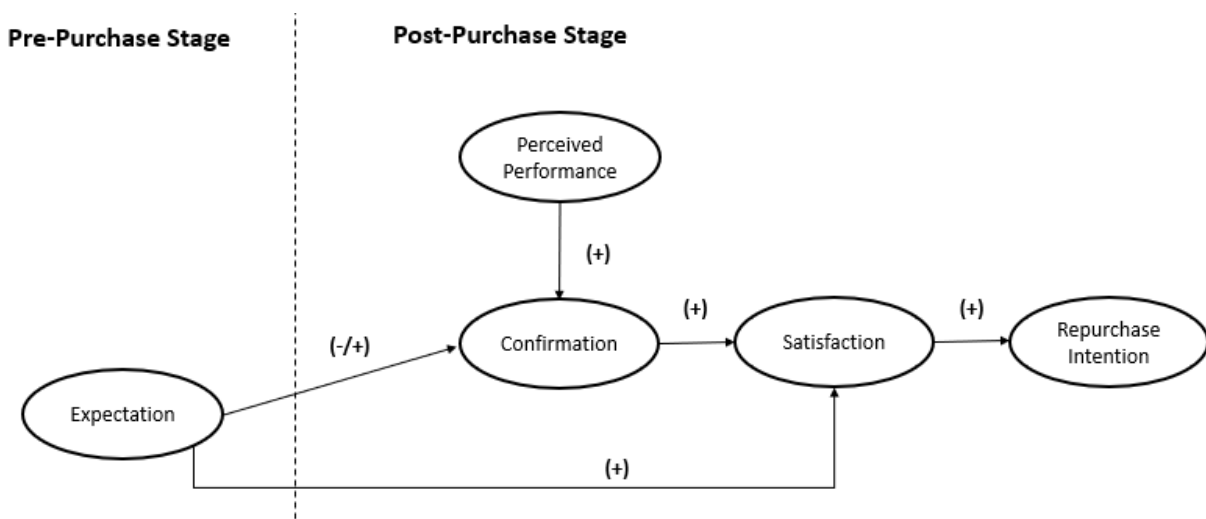 Pre-Purchase Stage
Post-Purchase Stage
Perceived
Performance
(+)
(+)
(+)
(-/+)
Confirmation
Satisfaction
Repurchase
Intention
Expectation
(+)